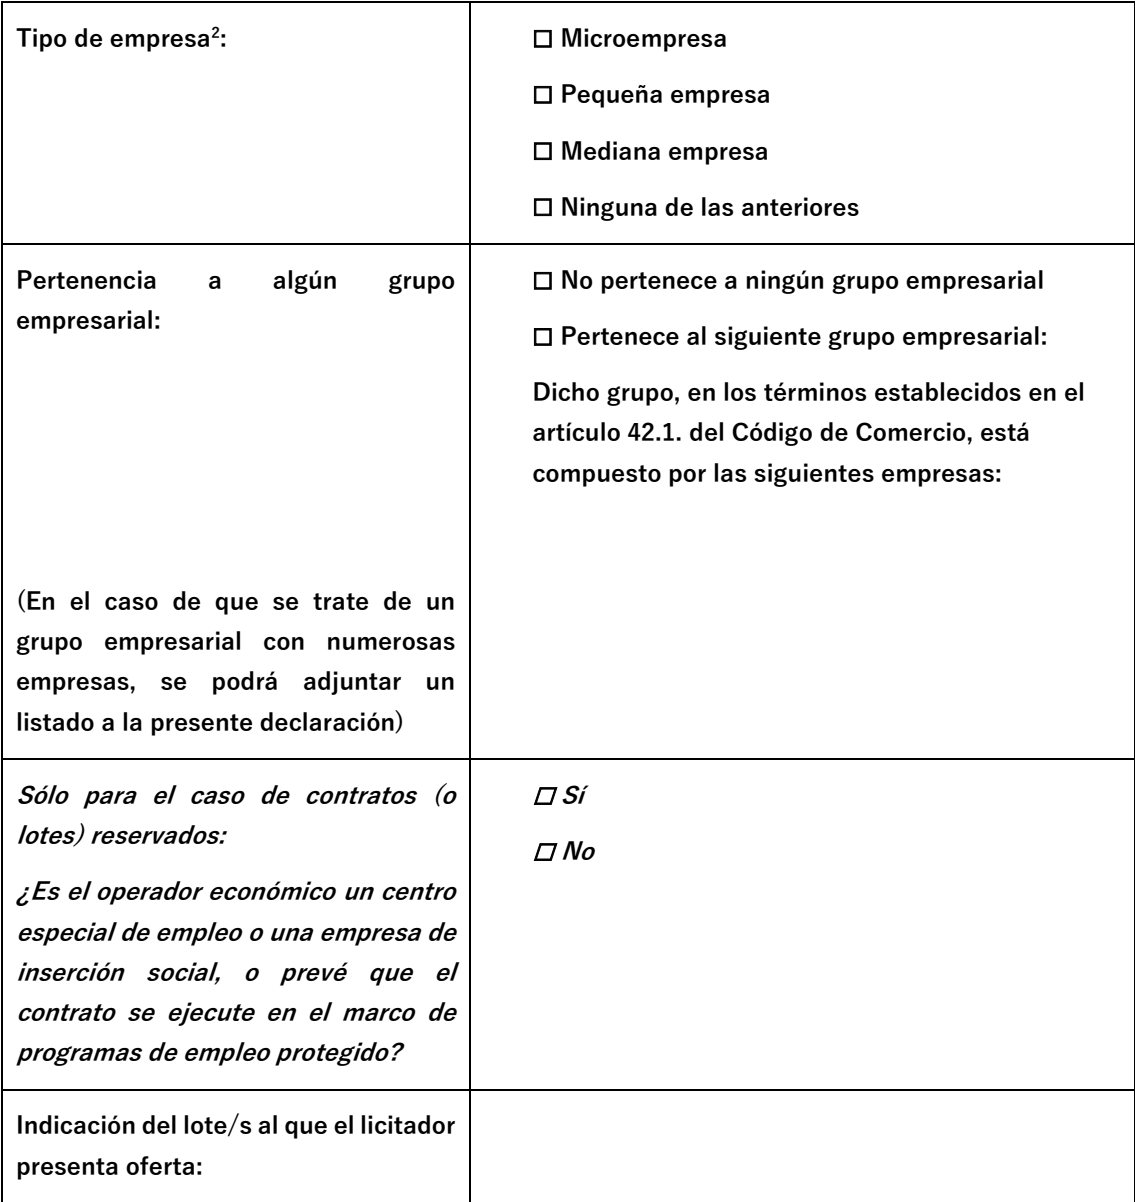 Tipo de empresa²:
☐ Microempresa
☐ Pequeña empresa
☐ Mediana empresa
☐ Ninguna de las anteriores
Pertenencia a algún grupo
empresarial:
(En el caso de que se trate de un
grupo empresarial con numerosas
empresas, se podrá adjuntar un
listado a la presente declaración)
☐ No pertenece a ningún grupo empresarial
☐ Pertenece al siguiente grupo empresarial:
Dicho grupo, en los términos establecidos en el
artículo 42.1. del Código de Comercio, está
compuesto por las siguientes empresas:
Sólo para el caso de contratos (o
lotes) reservados:
¿Es el operador económico un centro
especial de empleo o una empresa de
inserción social, o prevé que el
contrato se ejecute en el marco de
programas de empleo protegido?
☐ Sí
☐ No
Indicación del lote/s al que el licitador
presenta oferta: